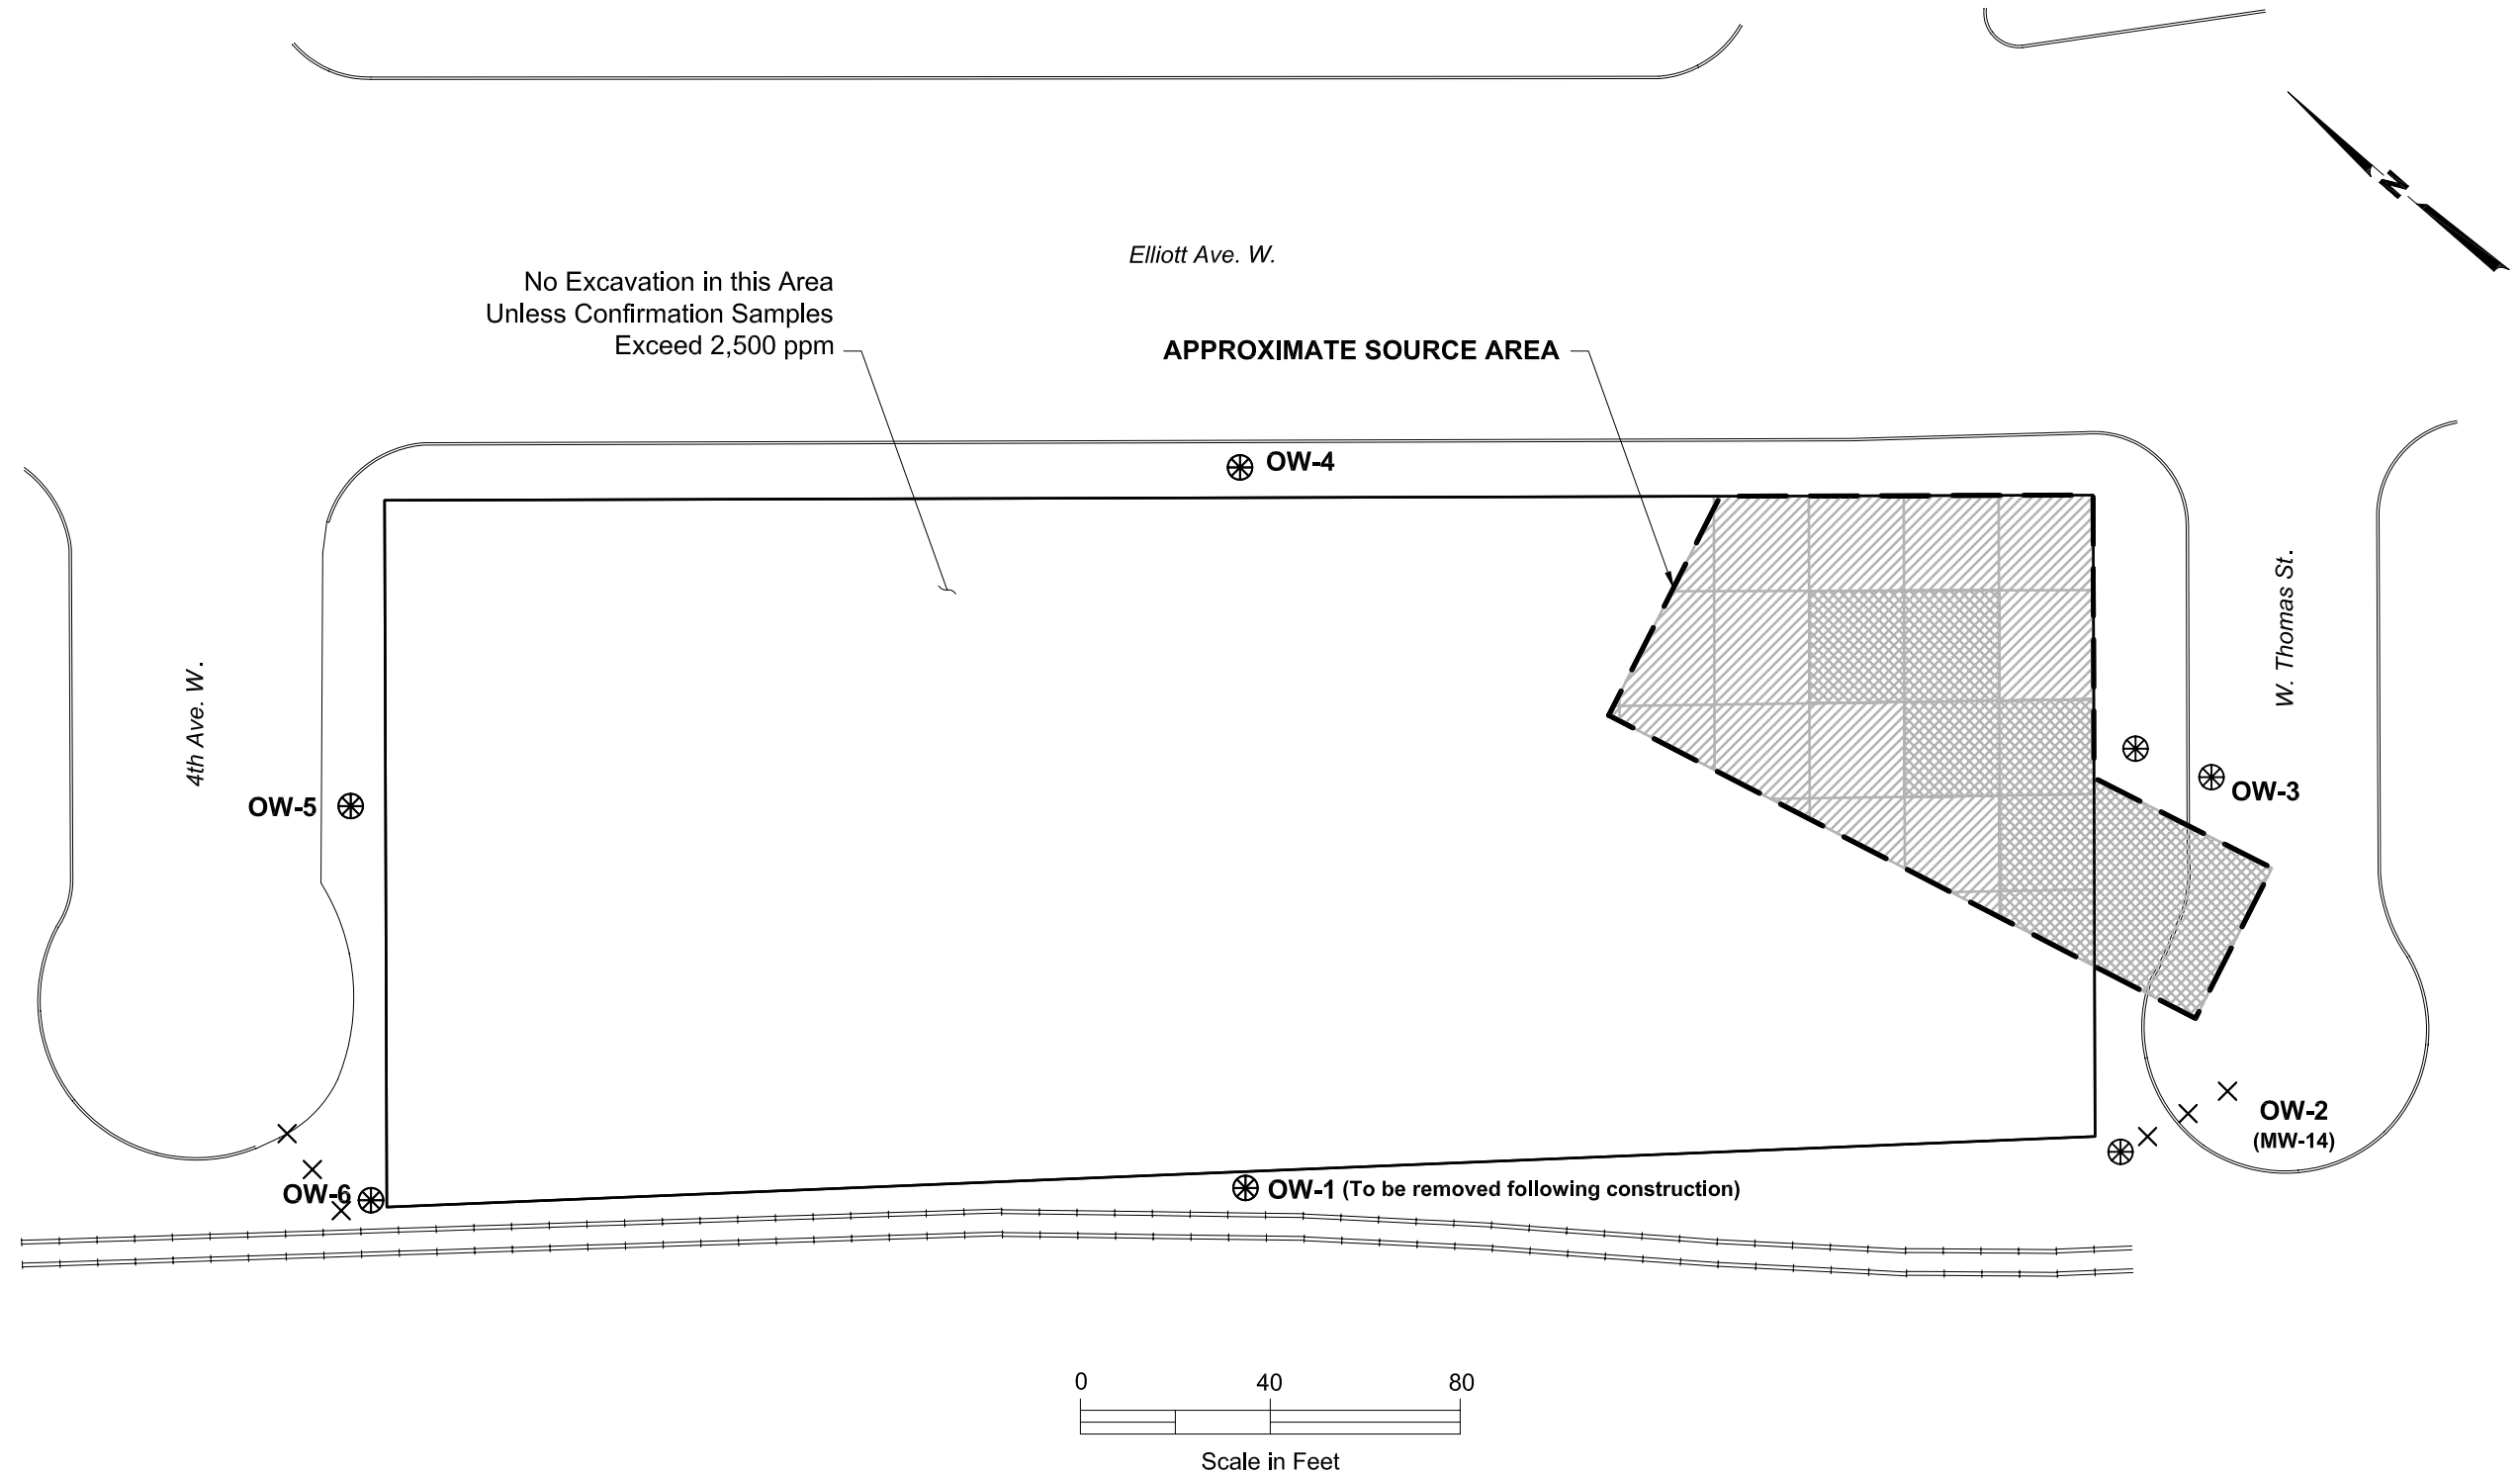 N
Elliott Ave. W.
No Excavation in this Area
Unless Confirmation Samples
Exceed 2,500 ppm
APPROXIMATE SOURCE AREA
OW-4
4th Ave. W.
W. Thomas St.
OW-5
OW-3
OW-2
(MW-14)
OW-6
OW-1 (To be removed following construction)
0 40 80
Scale in Feet